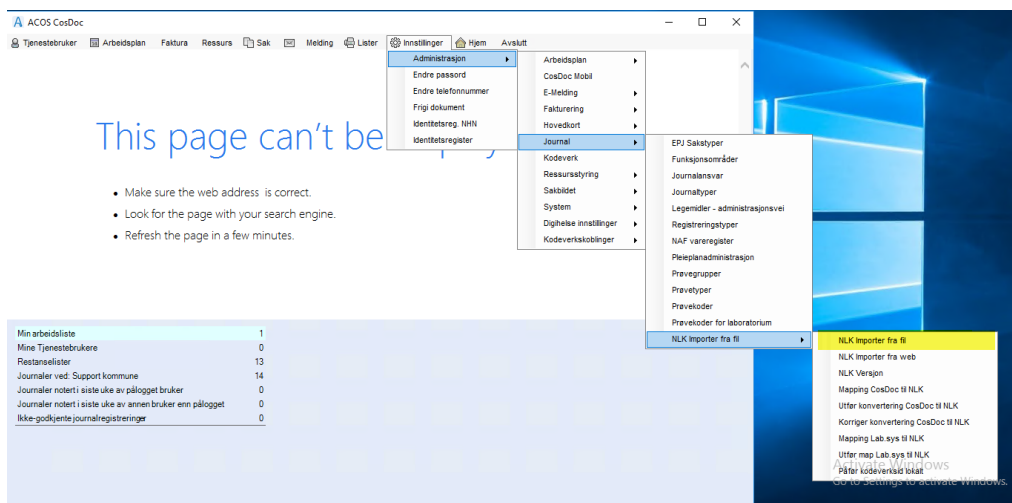 ACOS CosDoc
Tjenestebruker Arbeidsplan Faktura Ressurs Sak Melding Lister Innstillinger Hjem Avslutt
Administrasjon
Endre passord
Endre telefonnummer
Frigi dokument
Identitetsreg. NHN
Identitetsregister
Arbeidsplan
CosDoc Mobil
E-Melding
Fakturering
Hovedkort
Journal
Kodeverk
Ressursstyring
Sakbildet
System
Digihelse innstillinger
Kodeverkskoblinger
EPJ Sakstyper
Funksjonsområder
Journalansvar
Journaltyper
Legemidler - administrasjonsvei
Registreringstyper
NAF vareregister
Pleieplanadministrasjon
Prøvegrupper
Prøvetyper
Prøvekoder
Prøvekoder for laboratorium
NLK Importer fra fil
NLK Importer fra fil
NLK Importer fra web
NLK Versjon
Mapping CosDoc til NLK
Utfør konvertering CosDoc til NLK
Korriger konvertering CosDoc til NLK
Mapping Lab.sys til NLK
Utfør map Lab.sys til NLK
Påfør kodeverksid lokalt
This page can't be
• Make sure the web address is correct.
• Look for the page with your search engine.
• Refresh the page in a few minutes.
Min arbeidsliste 1
Mine Tjenestebrukere 0
Restanselister 13
Journaler ved: Support kommune 14
Journaler notert i siste uke av pålogget bruker 0
Journaler notert i siste uke av annen bruker enn pålogget 0
Ikke-godkjente journalregistreringer 0
Activate Windows
Go to Settings to activate Windows.